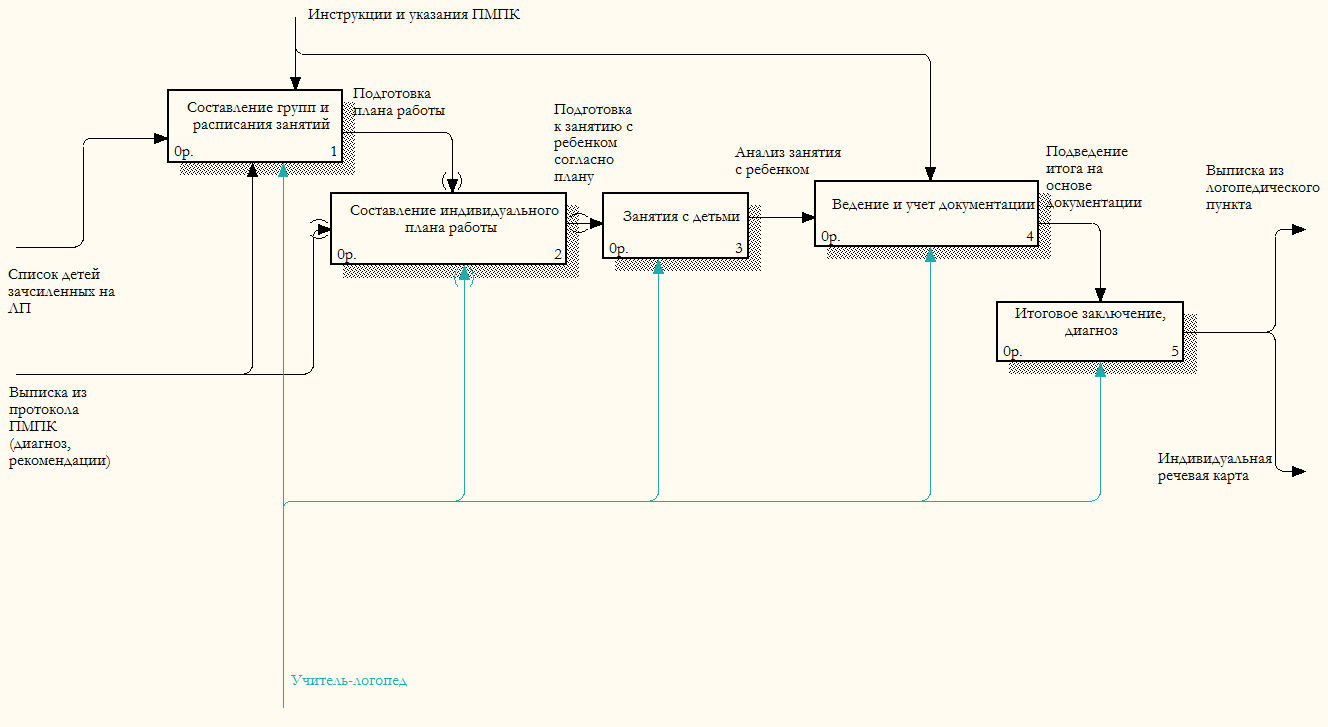 Инструкции и указания ПМПК
Составление групп и
расписания занятий
0р. 1
Подготовка
плана работы
Подготовка
к занятию с
ребенком
согласно
плану
Анализ занятия
с ребенком
Подведение
итога на
основе
документации
Выписка из
логопедического
пункта
Составление индивидуального
плана работы
0р. 2
Занятия с детьми
0р. 3
Ведение и учет документации
0р. 4
Список детей
зачсиленных на
ЛП
Итоговое заключение,
диагноз
0р. 5
Выписка из
протокола
ПМПК
(диагноз,
рекомендации)
Индивидуальная
речевая карта
Учитель-логопед